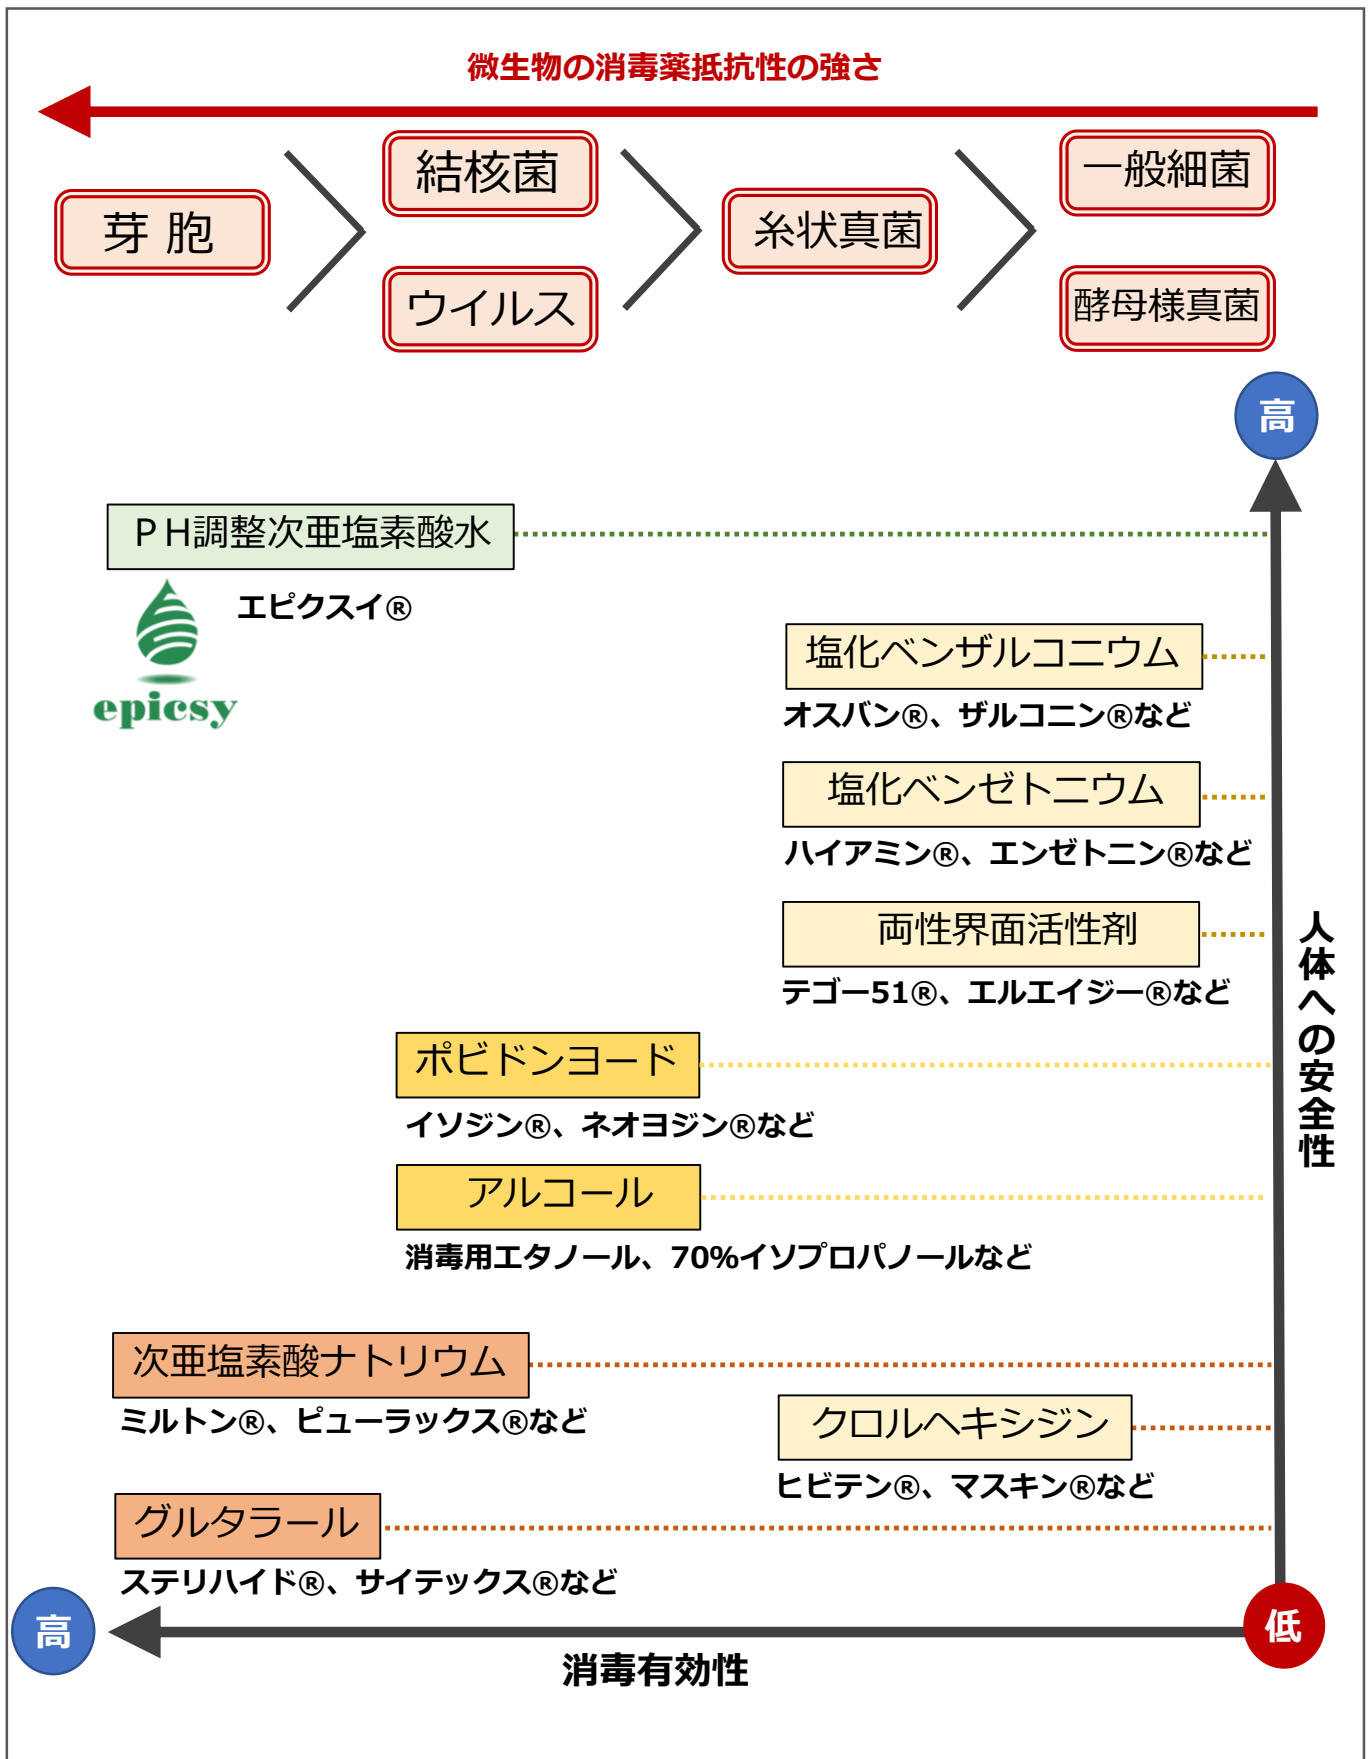 微生物の消毒薬抵抗性の強さ
芽 胞
結核菌
ウイルス
糸状真菌
一般細菌
酵母様真菌
高
ＰＨ調整次亜塩素酸水
エピクスイ®
epicsy
塩化ベンザルコニウム
オスバン®、ザルコニン®など
塩化ベンゼトニウム
ハイアミン®、エンゼトニン®など
両性界面活性剤
テゴー51®、エルエイジー®など
人体への安全性
ポビドンヨード
イソジン®、ネオヨジン®など
アルコール
消毒用エタノール、70%イソプロパノールなど
次亜塩素酸ナトリウム
ミルトン®、ピューラックス®など
クロルヘキシジン
ヒビテン®、マスキン®など
グルタラール
ステリハイド®、サイテックス®など
高
低
消毒有効性